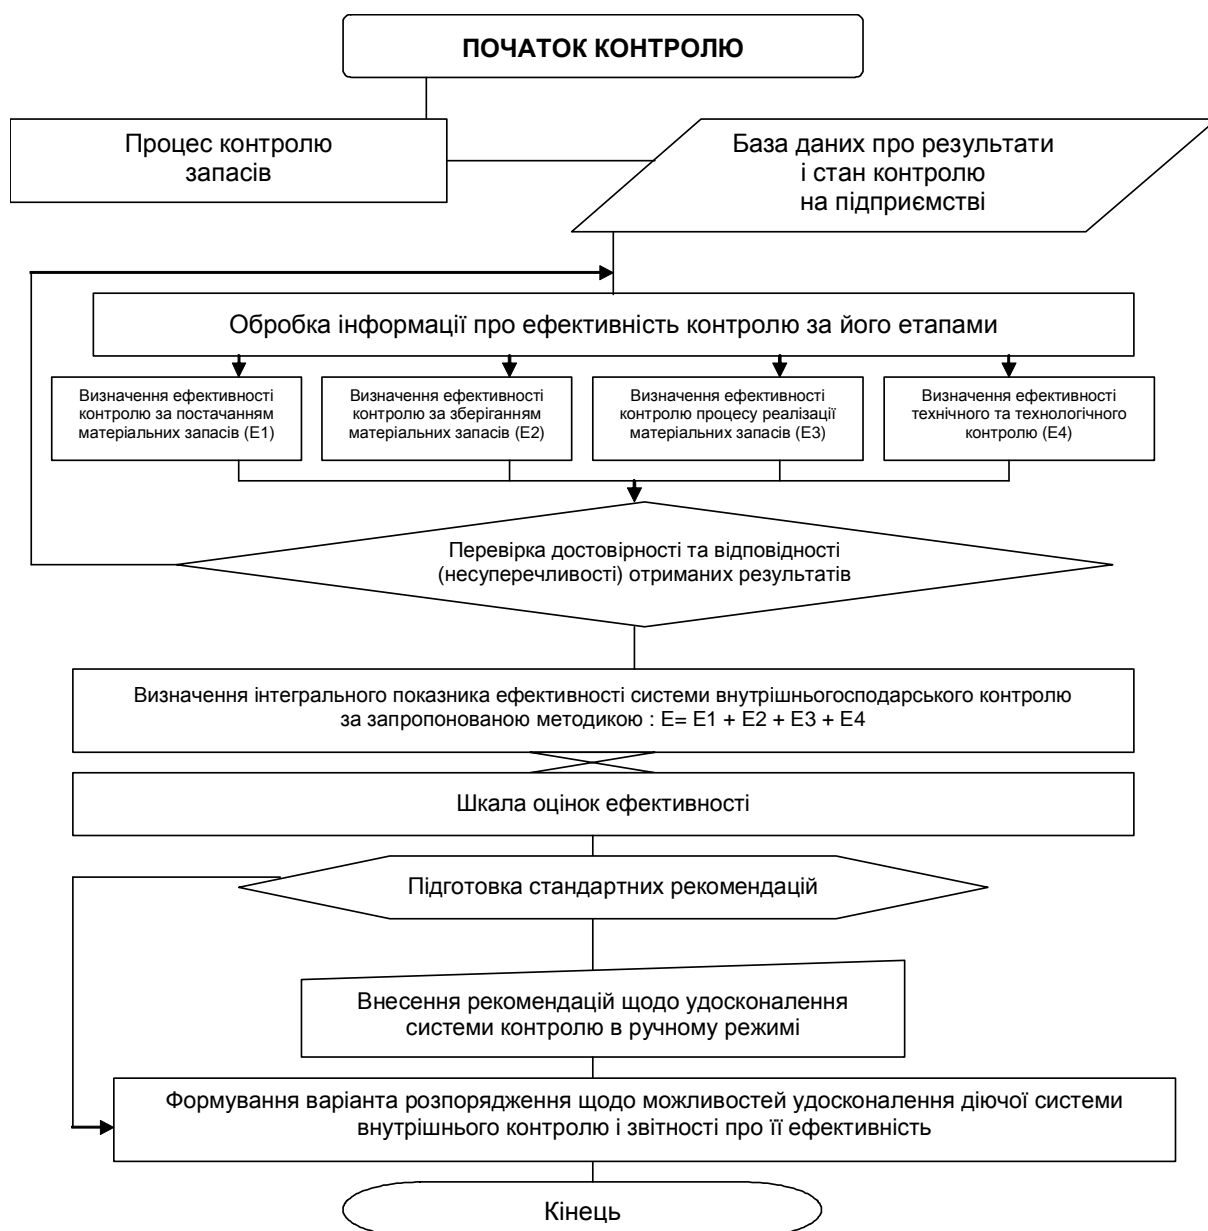 ПОЧАТОК КОНТРОЛЮ
Процес контролю
запасів
База даних про результати
і стан контролю
на підприємстві
Обробка інформації про ефективність контролю за його етапами
Визначення ефективності
контролю за постачанням
матеріальних запасів (Е1)
Визначення ефективності
контролю за зберіганням
матеріальних запасів (Е2)
Визначення ефективності
контролю процесу реалізації
матеріальних запасів (Е3)
Визначення ефективності
технічного та технологічного
контролю (Е4)
Перевірка достовірності та відповідності
(несуперечливості) отриманих результатів
Визначення інтегрального показника ефективності системи внутрішньогосподарського контролю
за запропонованою методикою : Е= Е1 + Е2 + Е3 + Е4
Шкала оцінок ефективності
Підготовка стандартних рекомендацій
Внесення рекомендацій щодо удосконалення
системи контролю в ручному режимі
Формування варіанта розпорядження щодо можливостей удосконалення діючої системи
внутрішнього контролю і звітності про її ефективність
Кінець